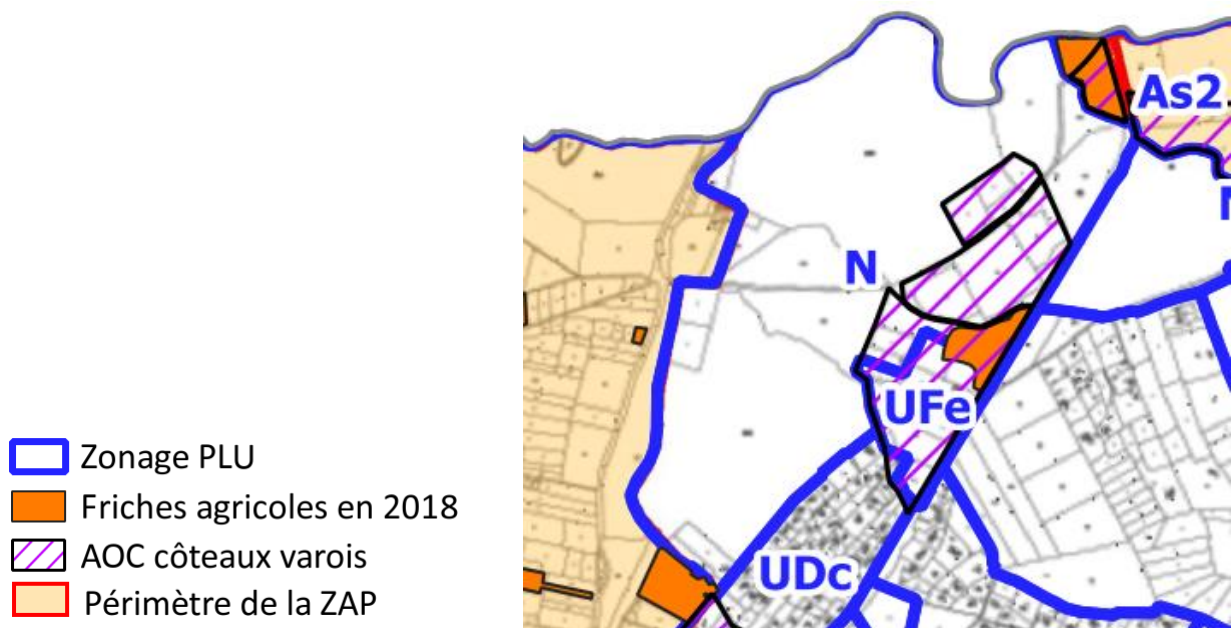 As2
N
N
UFe
UDc
Zonage PLU
Friches agricoles en 2018
AOC côteaux varois
Périmètre de la ZAP